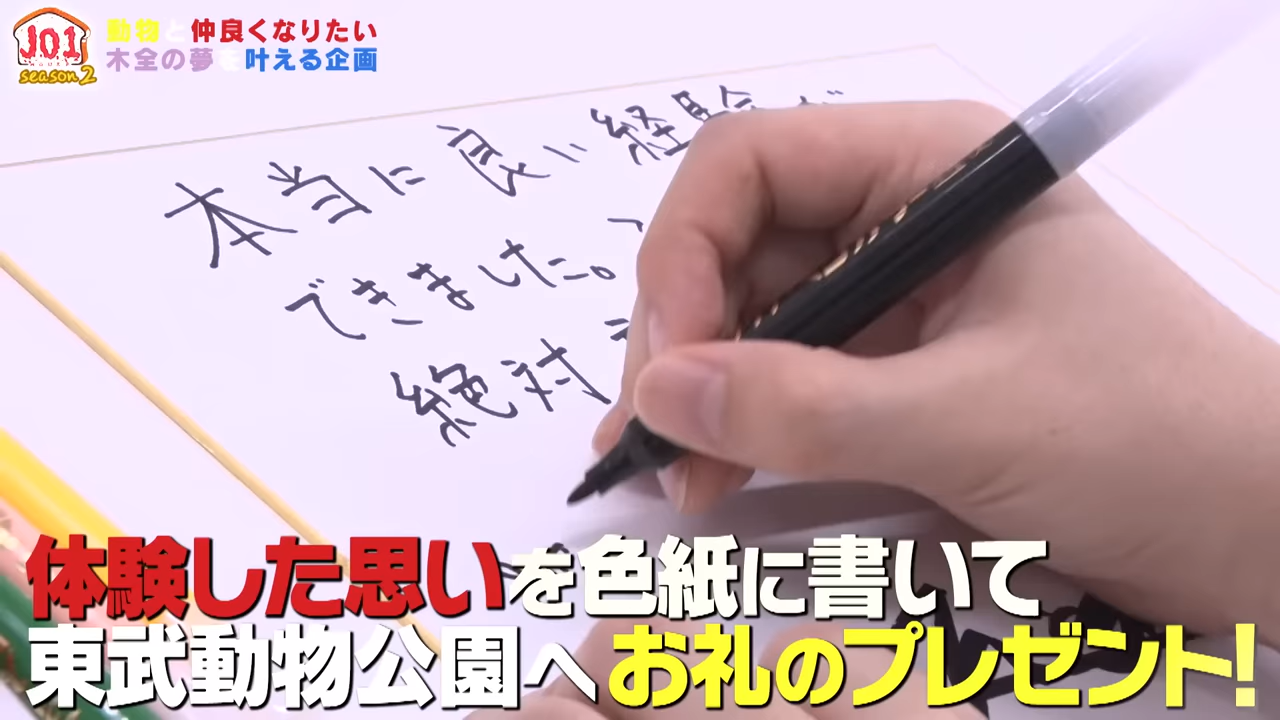 JO1
season2
動物と仲良くなりたい
木全の夢を叶える企画
本当に良い経験が
できました。
絶対
体験した思いを色紙に書いて
東武動物公園へお礼のプレゼント!